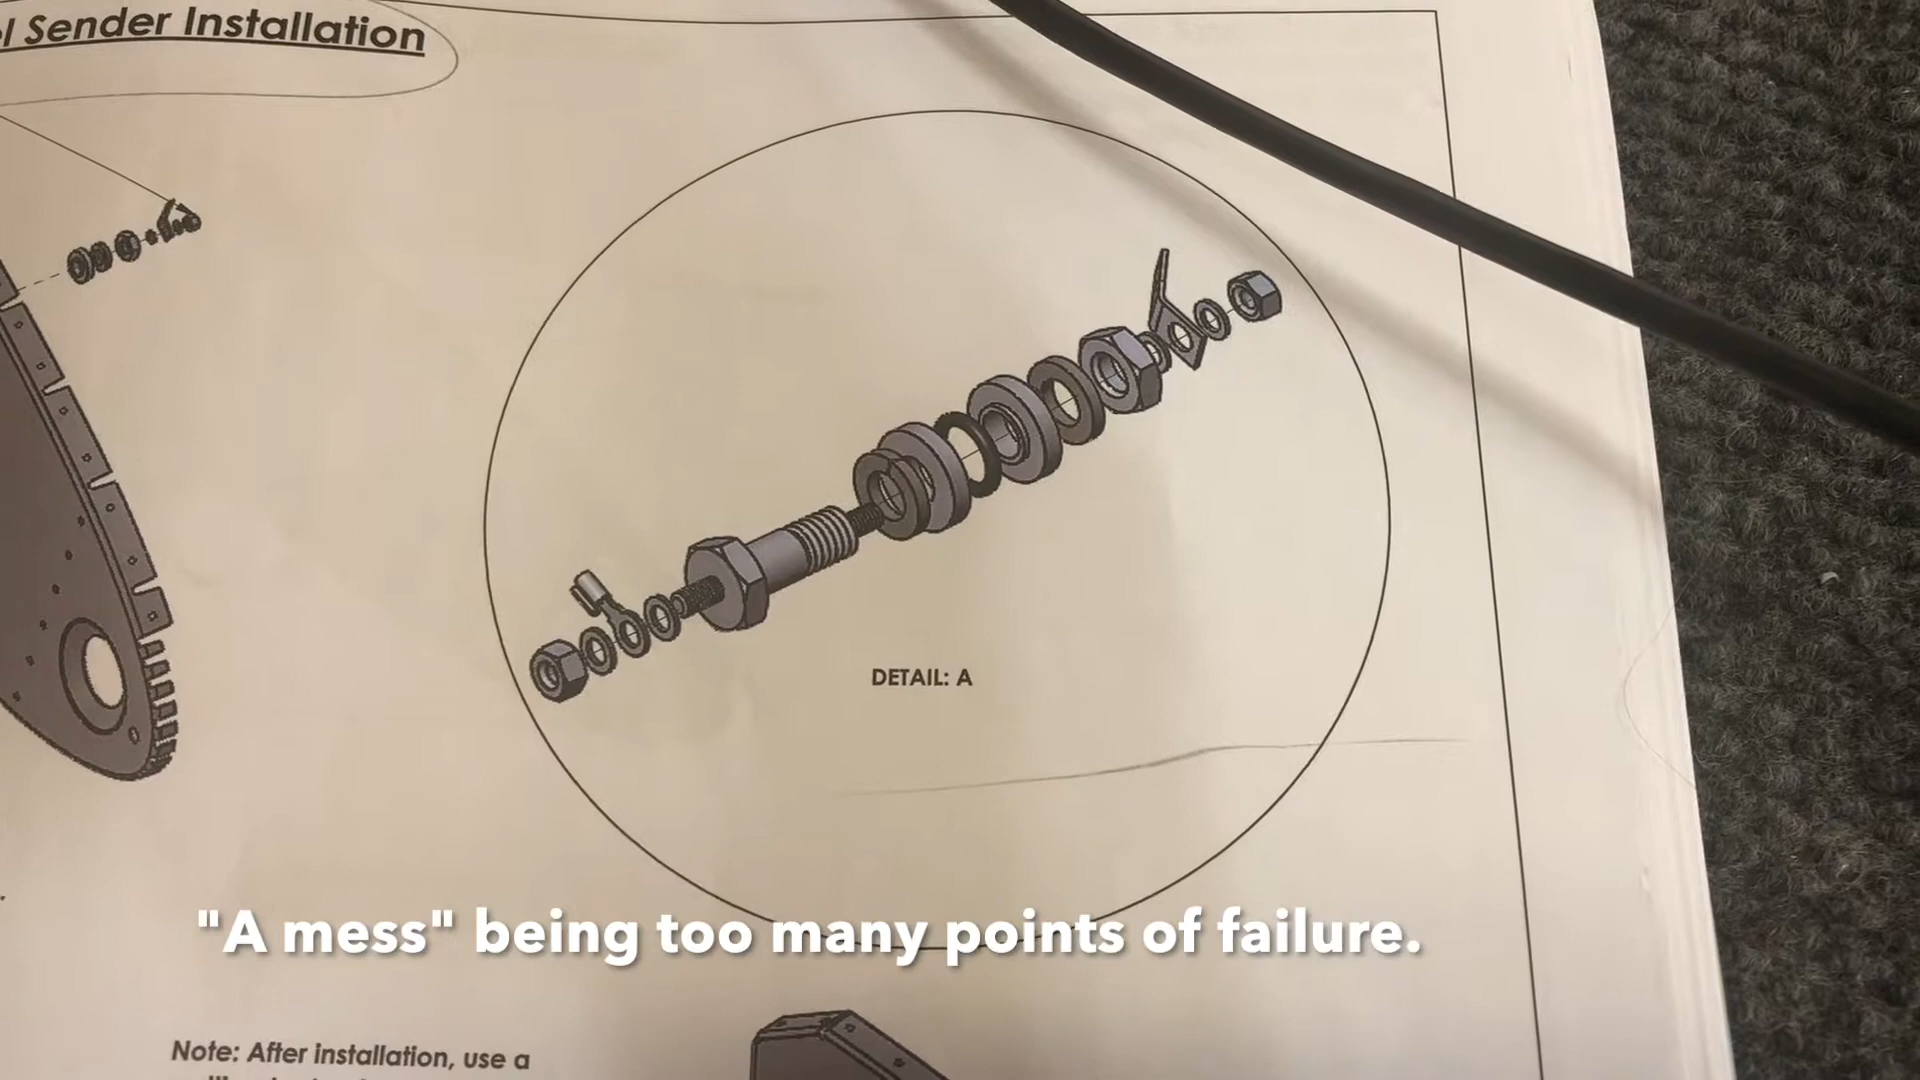 Sender Installation
DETAIL: A
"A mess" being too many points of failure.
Note: After installation, use a